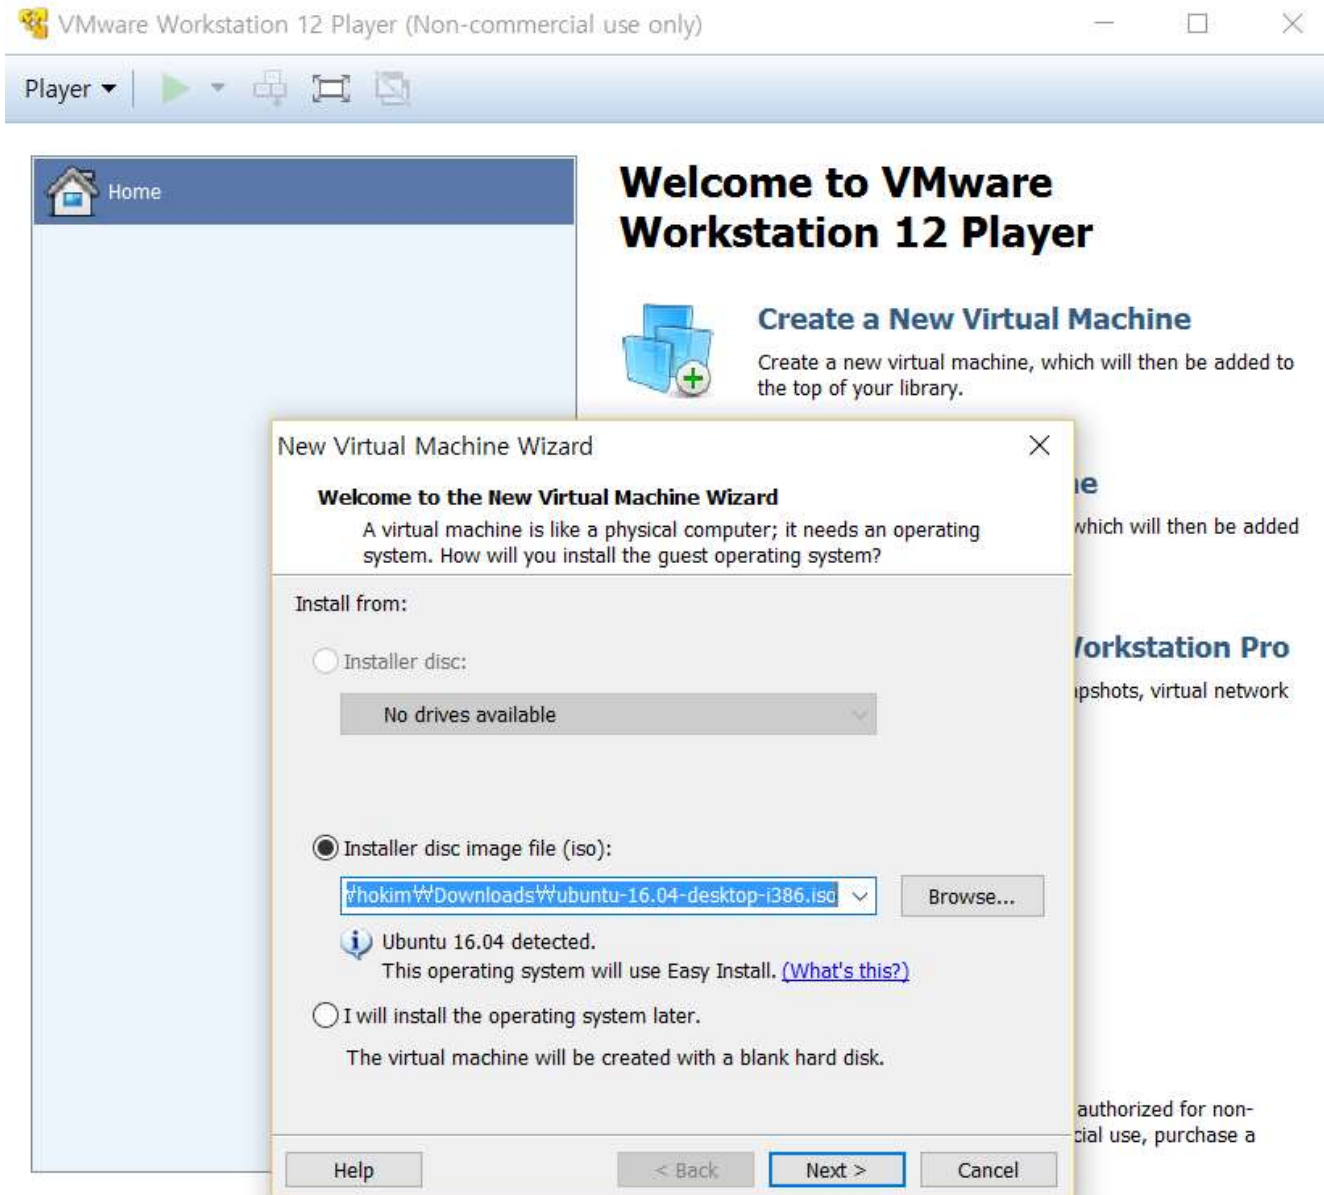 VMware Workstation 12 Player (Non-commercial use only)
Player
Home
Welcome to VMware
Workstation 12 Player
Create a New Virtual Machine
Create a new virtual machine, which will then be added to
the top of your library.
New Virtual Machine Wizard
Welcome to the New Virtual Machine Wizard
A virtual machine is like a physical computer; it needs an operating
system. How will you install the guest operating system?
Install from:
Installer disc:
No drives available
Installer disc image file (iso):
₩hokim₩Downloads₩ubuntu-16.04-desktop-i386.iso
Browse...
Ubuntu 16.04 detected.
This operating system will use Easy Install. (What's this?)
I will install the operating system later.
The virtual machine will be created with a blank hard disk.
Help
< Back
Next >
Cancel
which will then be added
Workstation Pro
virtual network
authorized for non-
use, purchase a